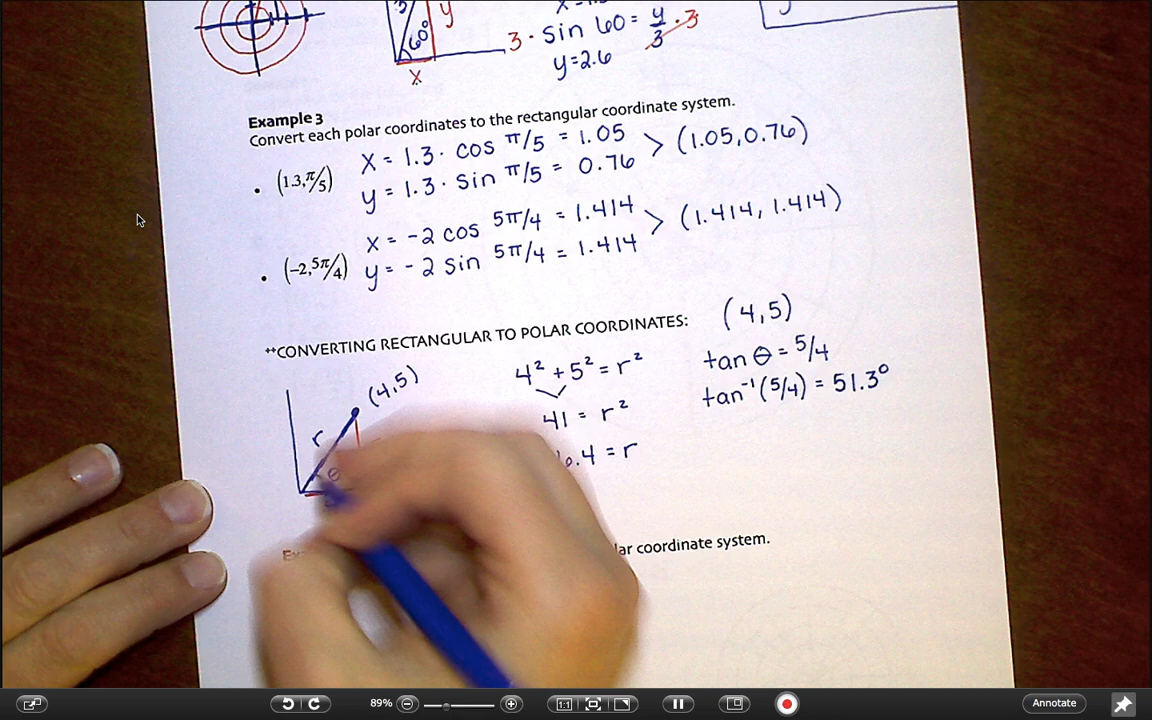 60°
y
x
3 · sin 60 = y/3 · 3
y=2.6
Example 3
Convert each polar coordinates to the rectangular coordinate system.
• (1.3, π/5) x = 1.3 · cos π/5 = 1.05 > (1.05, 0.76)
y = 1.3 · sin π/5 = 0.76
x = -2 cos 5π/4 = 1.414 > (1.414, 1.414)
• (-2, 5π/4) y = -2 sin 5π/4 = 1.414
**CONVERTING RECTANGULAR TO POLAR COORDINATES: (4,5)
(4,5)
r
θ
4² + 5² = r²
41 = r²
.4 = r
tan θ = 5/4
tan⁻¹(5/4) = 51.3°
coordinate system.
89%
1:1
Annotate